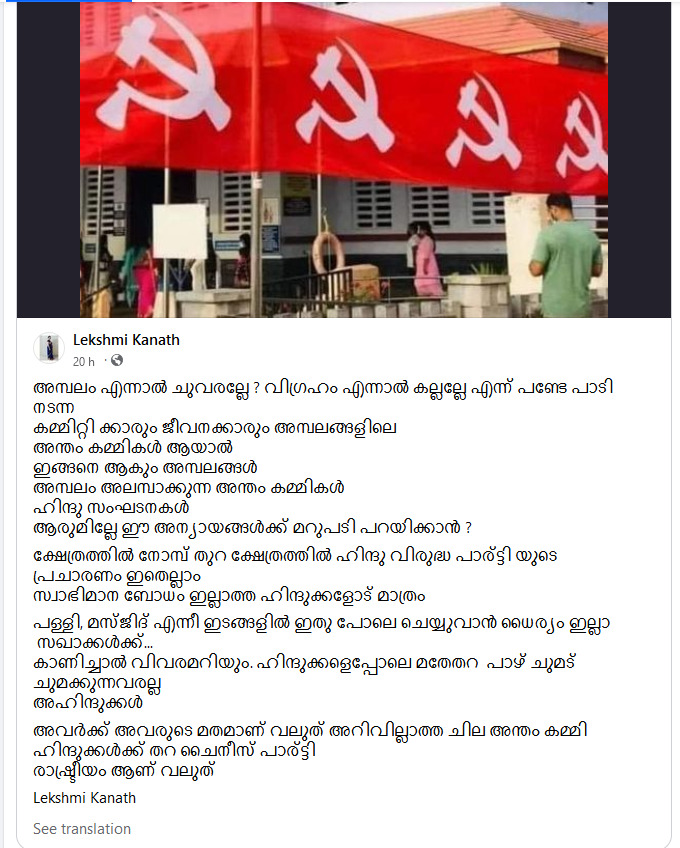 Lekshmi Kanath
20 h ·
അമ്പലം എന്നാൽ ചുവരല്ലേ ? വിഗ്രഹം എന്നാൽ കല്ലല്ലേ എന്ന് പണ്ടേ പാടി
നടന്ന
കമ്മിറ്റി ക്കാരും ജീവനക്കാരും അമ്പലങ്ങളിലെ
അന്തം കമ്മികൾ ആയാൽ
ഇങ്ങനെ ആകും അമ്പലങ്ങൾ
അമ്പലം അലമ്പാക്കുന്ന അന്തം കമ്മികൾ
ഹിന്ദു സംഘടനകൾ
ആരുമില്ലേ ഈ അന്യായങ്ങൾക്ക് മറുപടി പറയിക്കാൻ ?
ക്ഷേത്രത്തിൽ നോമ്പ് തുറ ക്ഷേത്രത്തിൽ ഹിന്ദു വിരുദ്ധ പാര്ട്ടി യുടെ
പ്രചാരണം ഇതെല്ലാം
സ്വാഭിമാന ബോധം ഇല്ലാത്ത ഹിന്ദുക്കളോട് മാത്രം
പള്ളി, മസ്ജിദ് എന്നീ ഇടങ്ങളിൽ ഇതു പോലെ ചെയ്യുവാൻ ധൈര്യം ഇല്ലാ
സഖാക്കൾക്ക്...
കാണിച്ചാൽ വിവരമറിയും. ഹിന്ദുക്കളെപ്പോലെ മതേതറ പാഴ് ചുമട്
ചുമക്കുന്നവരല്ല
അഹിന്ദുക്കൾ
അവർക്ക് അവരുടെ മതമാണ് വലുത് അറിവില്ലാത്ത ചില അന്തം കമ്മി
ഹിന്ദുക്കൾക്ക് തറ ചൈനീസ് പാര്ട്ടി
രാഷ്ട്രീയം ആണ് വലുത്
Lekshmi Kanath
See translation